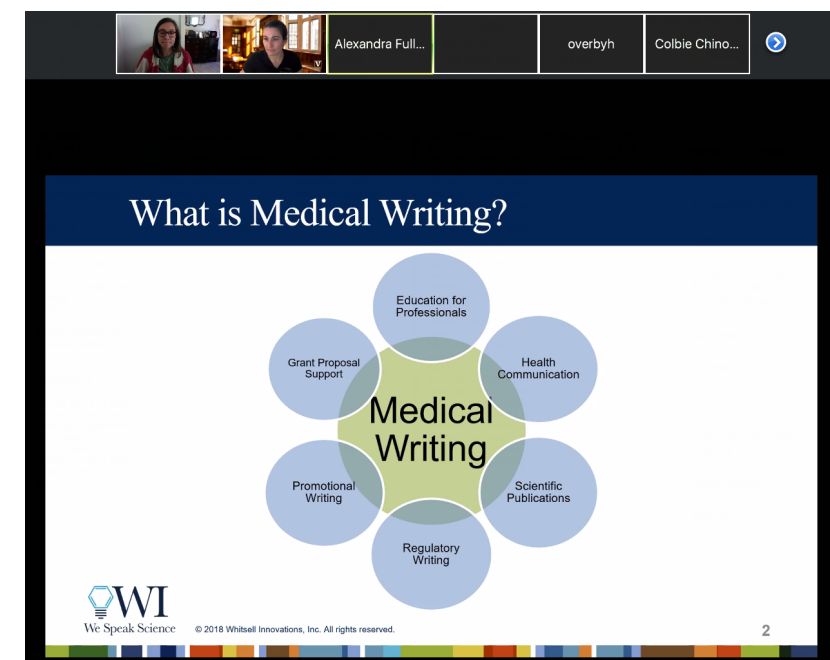 Alexandra Full...
overbyh
Colbie Chino...
What is Medical Writing?
Education for
Professionals
Grant Proposal
Support
Health
Communication
Medical
Writing
Promotional
Writing
Scientific
Publications
Regulatory
Writing
WI
We Speak Science
© 2018 Whitsell Innovations, Inc. All rights reserved.
2